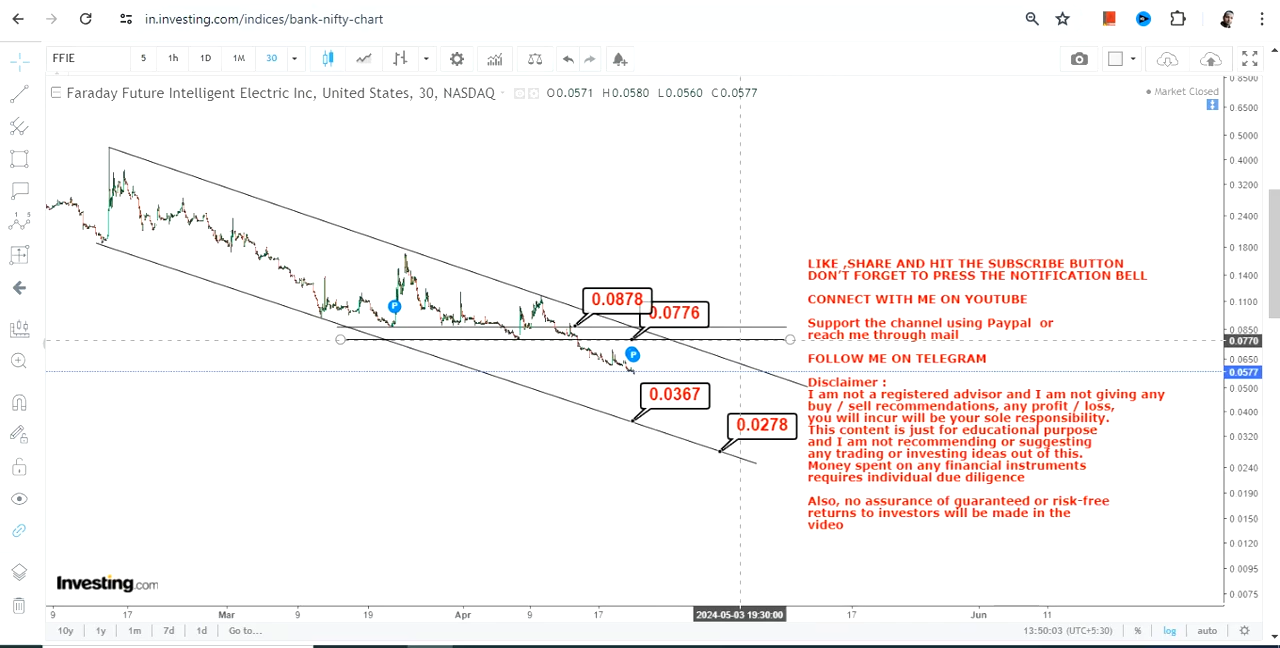 in.investing.com/indices/bank-nifty-chart
FFIE 5 1h 1D 1M 30
Faraday Future Intelligent Electric Inc, United States, 30, NASDAQ O0.0571 H0.0580 L0.0560 C0.0577
Market Closed
0.8500
0.6500
0.5000
0.4000
0.3200
0.2400
0.1800
0.1400
0.1100
0.0850
0.0770
0.0650
0.0577
0.0500
0.0400
0.0320
0.0240
0.0190
0.0150
0.0120
0.0095
0.0075
0.0878
0.0776
0.0367
0.0278
P
P
LIKE ,SHARE AND HIT THE SUBSCRIBE BUTTON
DON'T FORGET TO PRESS THE NOTIFICATION BELL
CONNECT WITH ME ON YOUTUBE
Support the channel using Paypal or
reach me through mail
FOLLOW ME ON TELEGRAM
Disclaimer :
I am not a registered advisor and I am not giving any
buy / sell recommendations, any profit / loss,
you will incur will be your sole responsibility.
This content is just for educational purpose
and I am not recommending or suggesting
any trading or investing ideas out of this.
Money spent on any financial instruments
requires individual due diligence
Also, no assurance of guaranteed or risk-free
returns to investors will be made in the
video
Investing.com
9 17 Mar 9 19 Apr 9 17 2024-05-03 19:30:00 17 Jun 11
10y 1y 1m 7d 1d Go to... 13:50:03 (UTC+5:30) % log auto